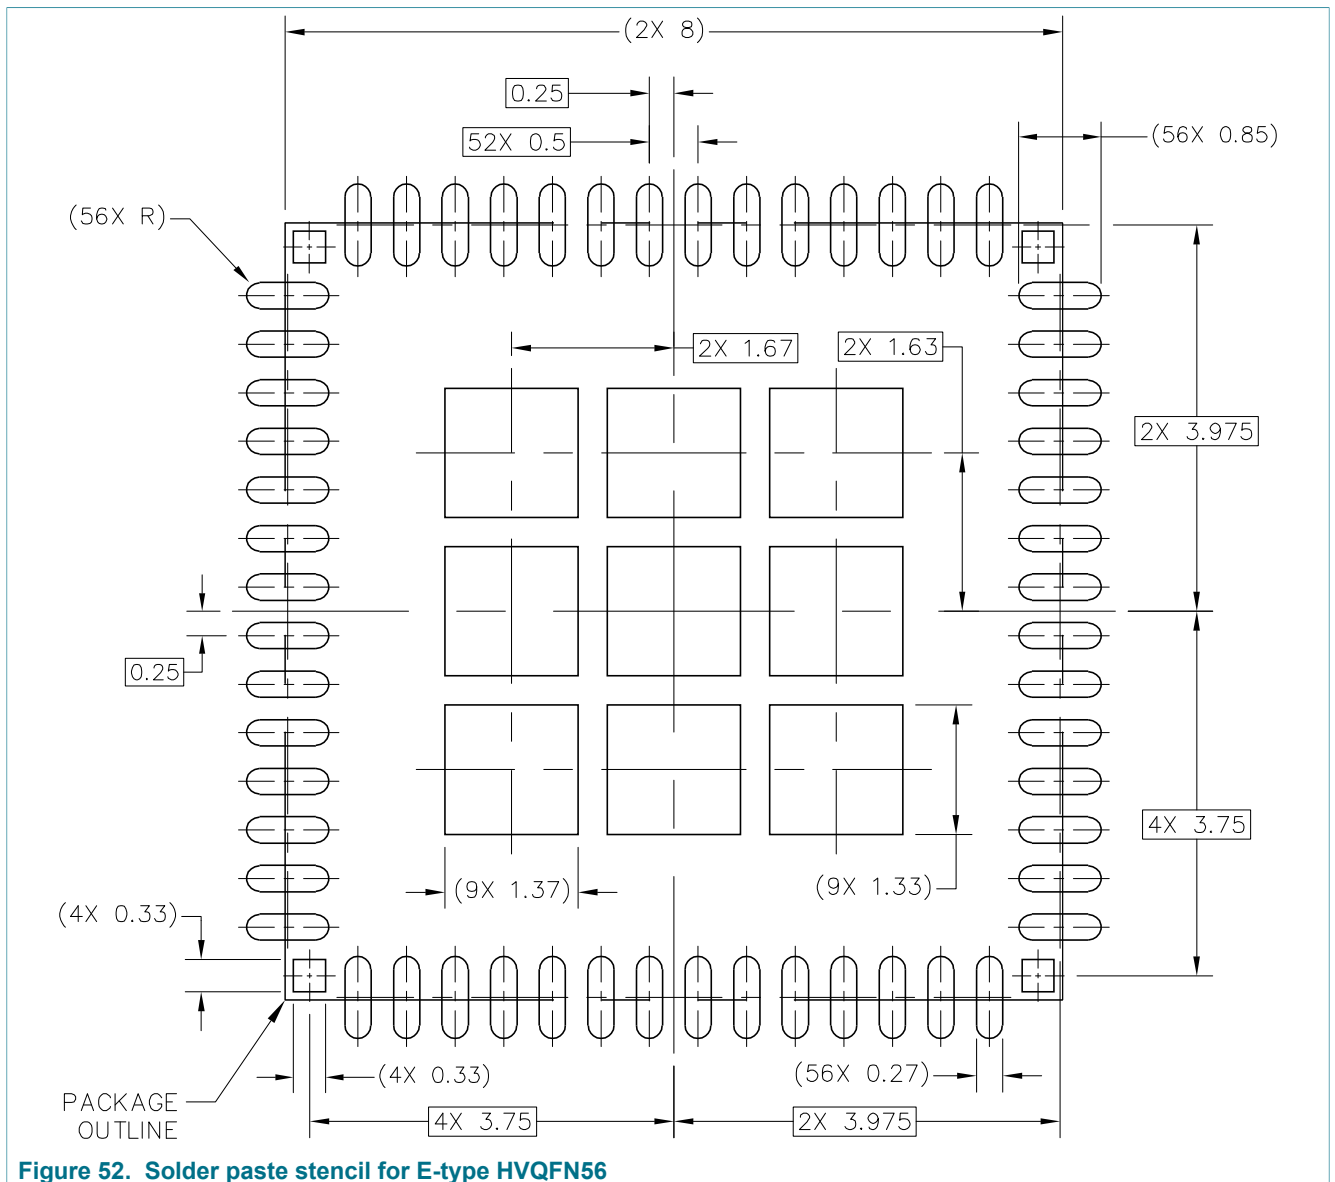 (2X 8)
0.25
52X 0.5
(56X 0.85)
(56X R)
2X 1.67
2X 1.63
2X 3.975
0.25
4X 3.75
(9X 1.37)
(9X 1.33)
(4X 0.33)
(4X 0.33)
(56X 0.27)
PACKAGE
OUTLINE
4X 3.75
2X 3.975
Figure 52. Solder paste stencil for E-type HVQFN56